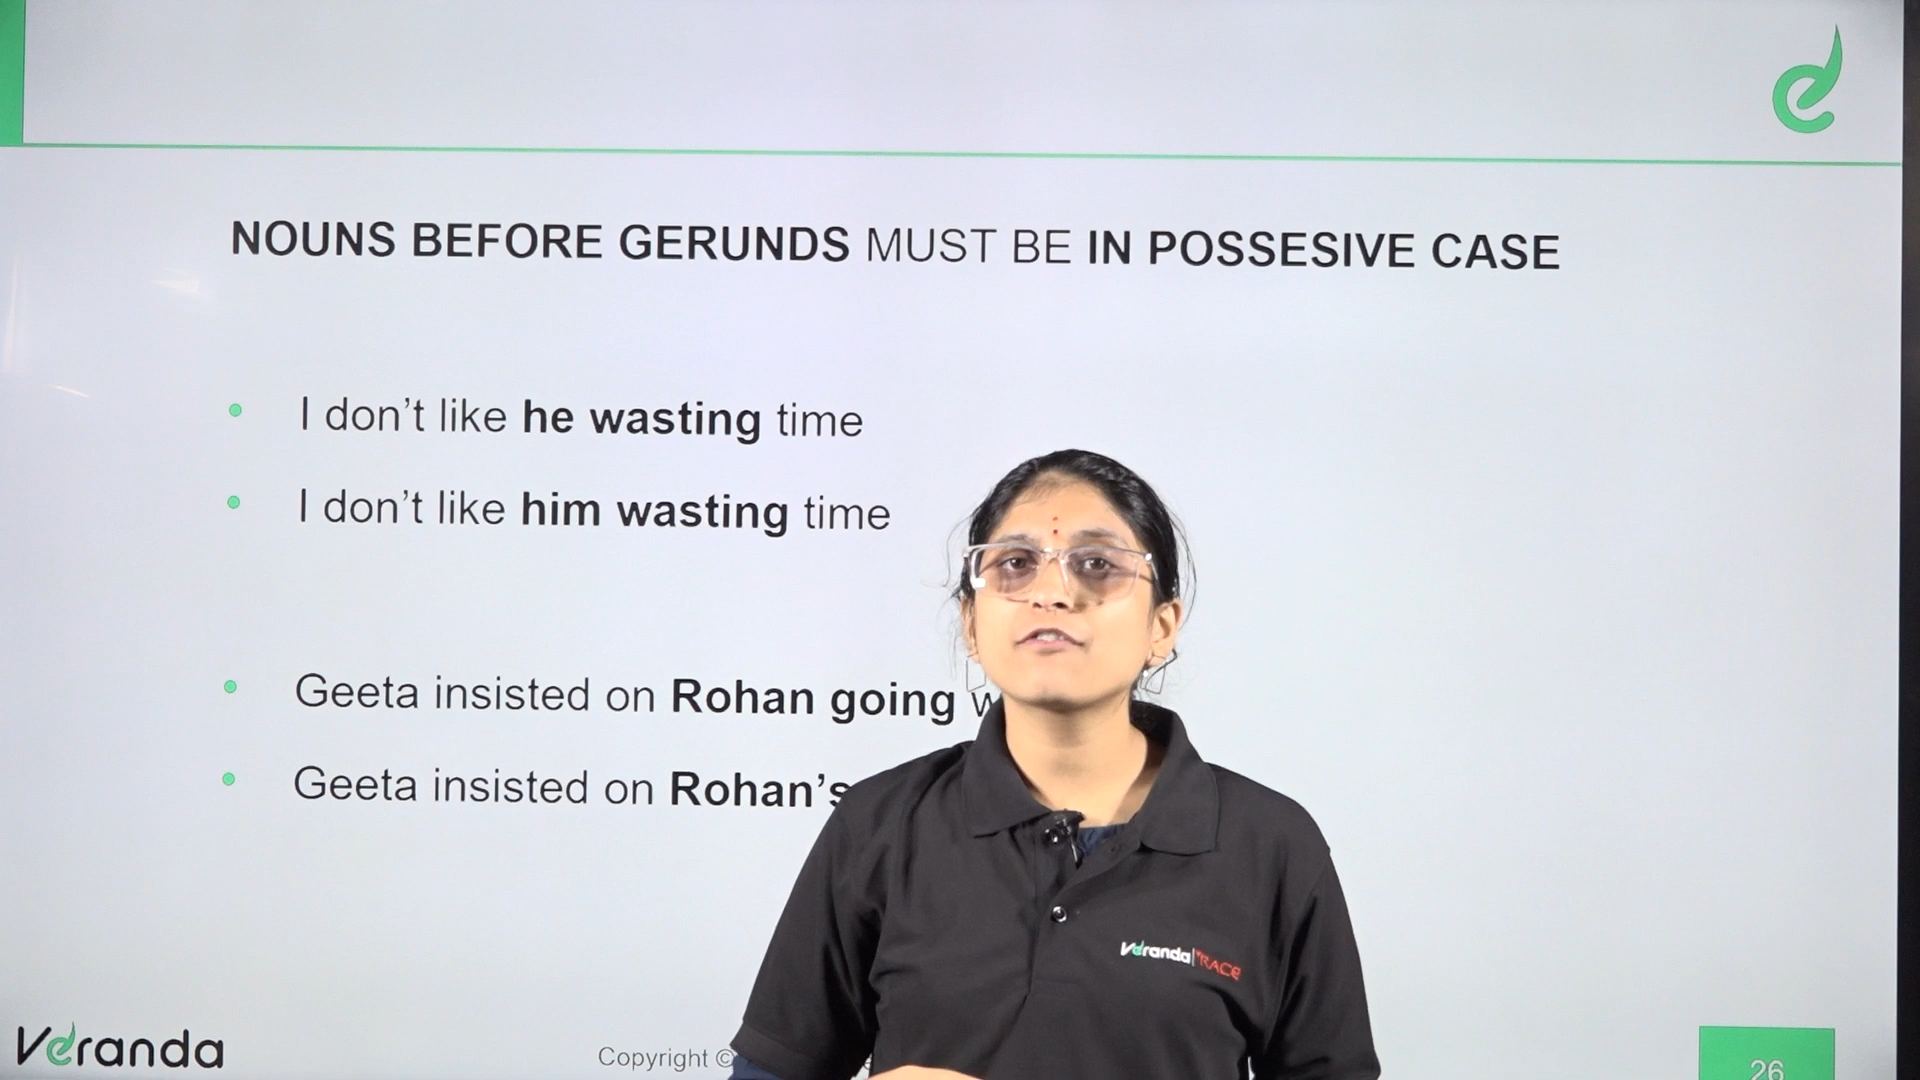 NOUNS BEFORE GERUNDS MUST BE IN POSSESIVE CASE
I don’t like he wasting time
I don’t like him wasting time
Geeta insisted on Rohan going
Geeta insisted on Rohan’s
Veranda RACE
Veranda
Copyright ©
26